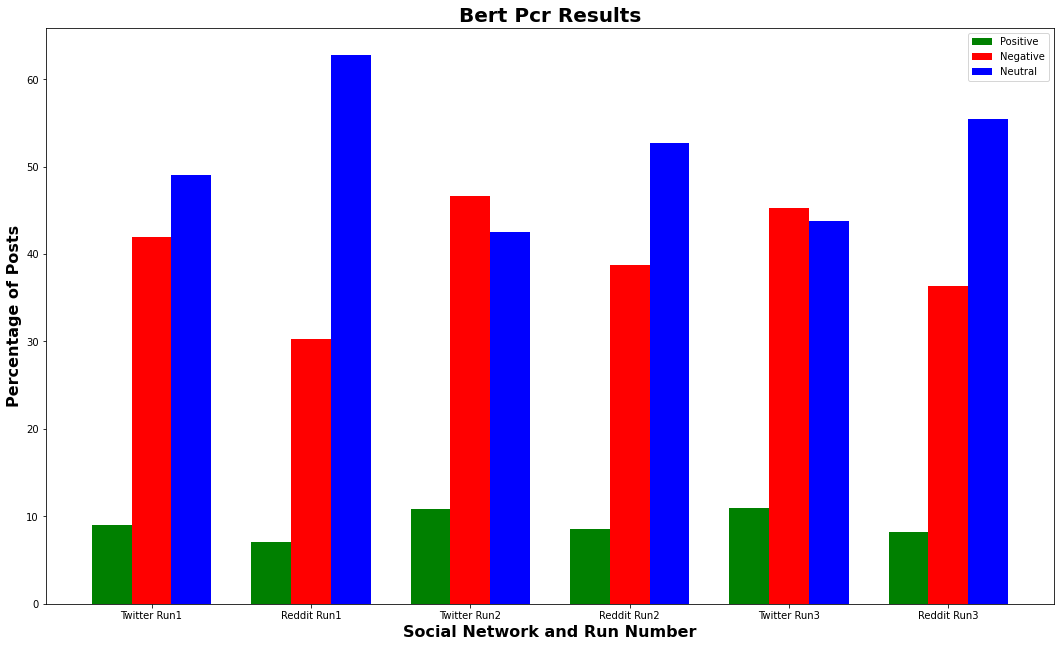 Bert Pcr Results
Positive
Negative
Neutral
Percentage of Posts
60
50
40
30
20
10
0
Twitter Run1 Reddit Run1 Twitter Run2 Reddit Run2 Twitter Run3 Reddit Run3
Social Network and Run Number